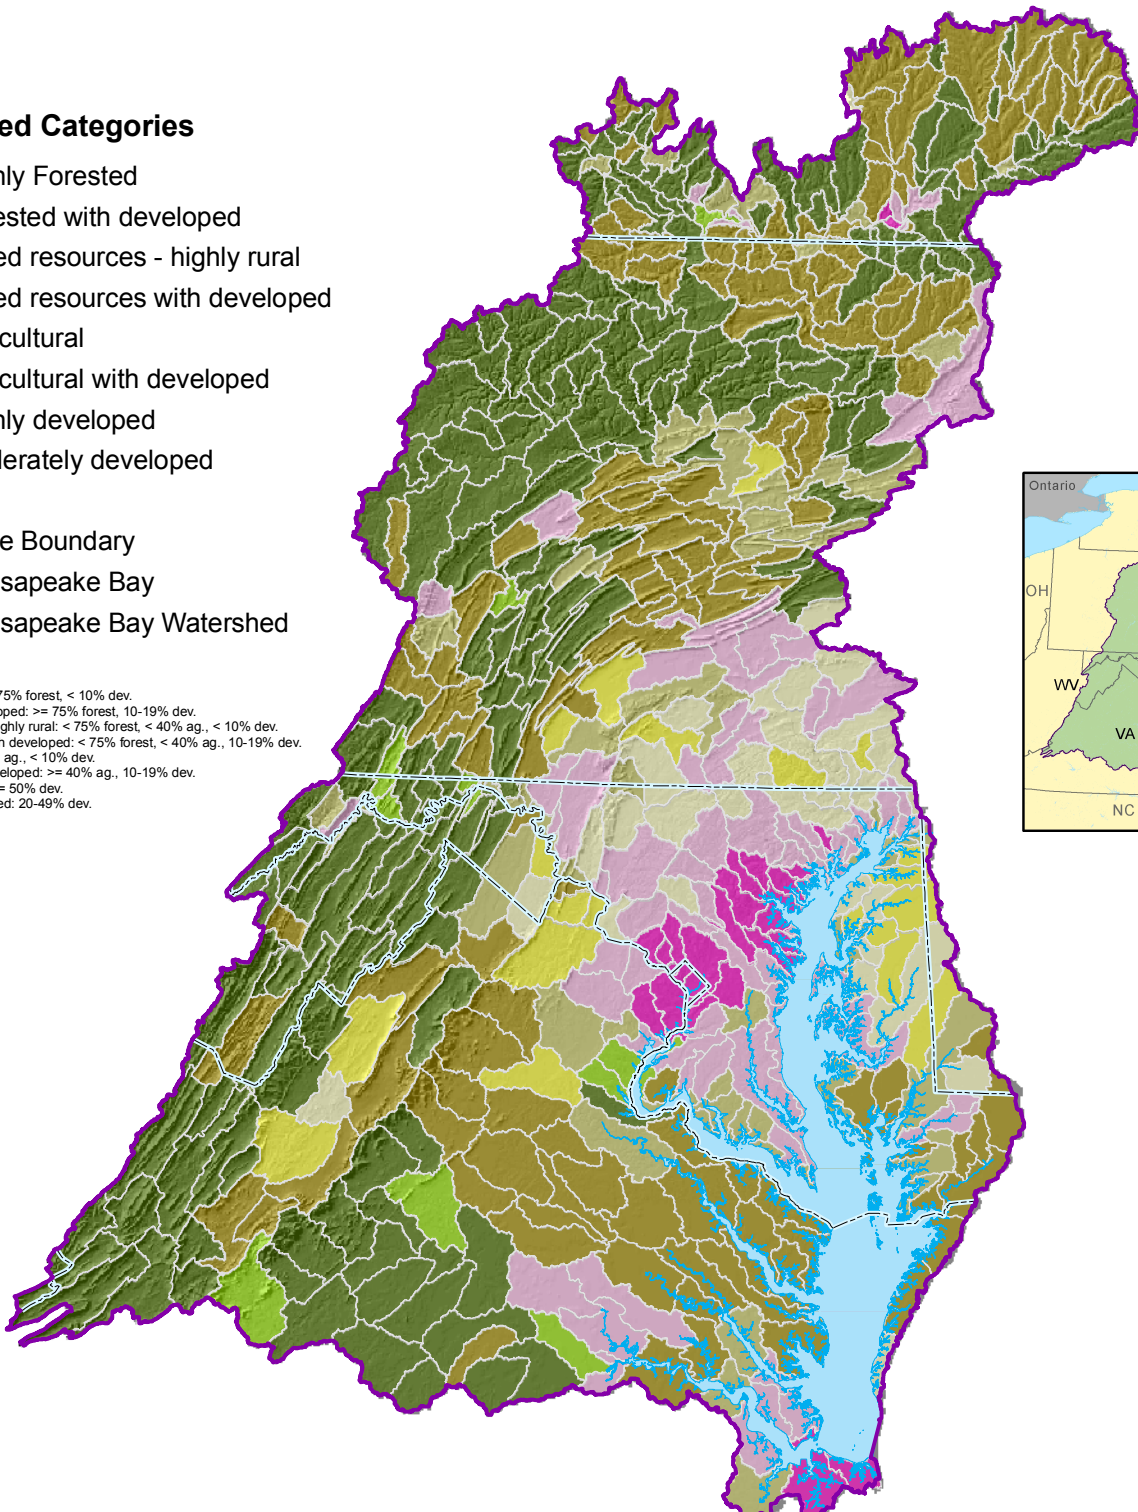 ed Categories
ly Forested
ested with developed
ed resources - highly rural
ed resources with developed
cultural
cultural with developed
ly developed
derately developed
e Boundary
sapeake Bay
sapeake Bay Watershed
75% forest, < 10% dev.
oped: >= 75% forest, 10-19% dev.
ighly rural: < 75% forest, < 40% ag., < 10% dev.
h developed: < 75% forest, < 40% ag., 10-19% dev.
ag., < 10% dev.
eloped: >= 40% ag., 10-19% dev.
= 50% dev.
ed: 20-49% dev.
Ontario
OH
WV
VA
NC